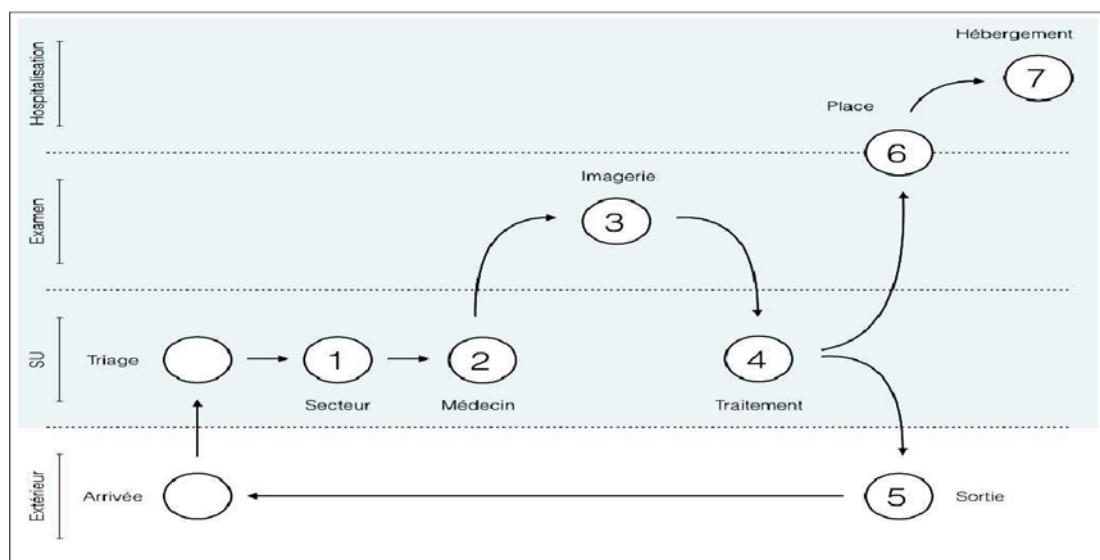 Hébergement
7
Hospitalisation
Place
6
Imagerie
3
Examen
SU
Triage
1
2
4
Secteur
Médecin
Traitement
Extérieur
Arrivée
5
Sortie